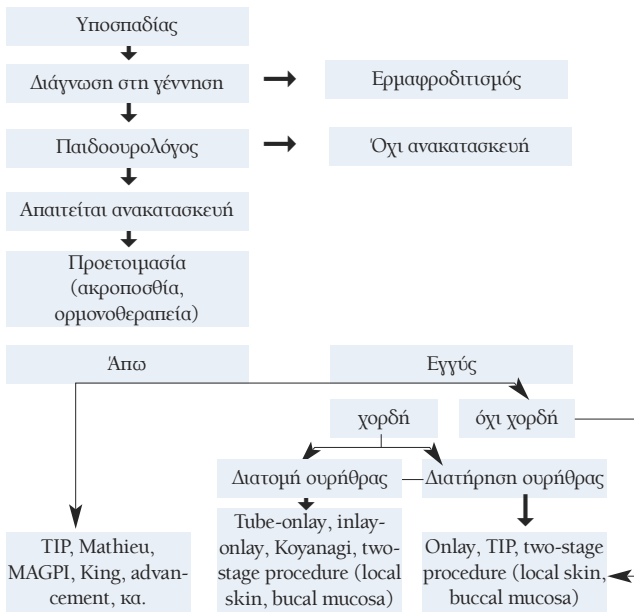 Υποσπαδίας
Διάγνωση στη γέννηση
Ερμαφροδιτισμός
Παιδοουρολόγος
Όχι ανακατασκευή
Απαιτείται ανακατασκευή
Προετοιμασία
(ακροποσθία,
ορμονοθεραπεία)
Άπω
Εγγύς
χορδή
όχι χορδή
Διατομή ουρήθρας
Διατήρηση ουρήθρας
TIP, Mathieu,
MAGPI, King, advan-
cement, κα.
Tube-onlay, inlay-
onlay, Koyanagi, two-
stage procedure (local
skin, bucal mucosa)
Onlay, TIP, two-stage
procedure (local skin,
buccal mucosa)